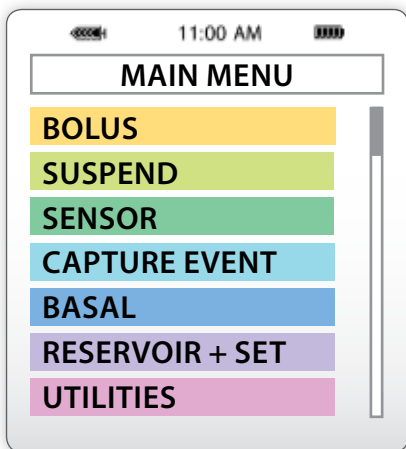 11:00 AM
MAIN MENU
BOLUS
SUSPEND
SENSOR
CAPTURE EVENT
BASAL
RESERVOIR + SET
UTILITIES